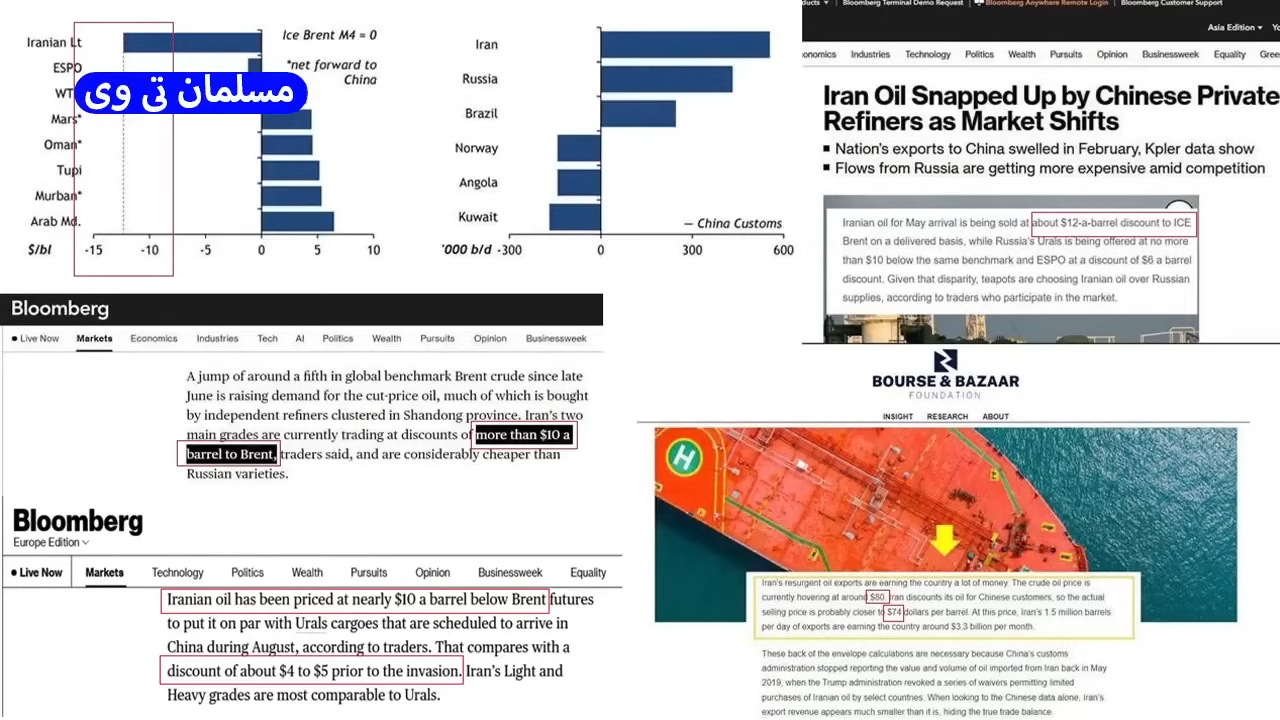 Iranian Lt
ESPO
WT
Mars*
Oman*
Tupi
Murban*
Arab Md.
$/bl
-15
-10
-5
0
5
10
Ice Brent M4 = 0
*net forward to
China
مسلمان تی وی
Iran
Russia
Brazil
Norway
Angola
Kuwait
— China Customs
'000 b/d
-300
0
300
600
Bloomberg Terminal Demo Request
Bloomberg Anywhere Remote Login
Bloomberg Customer Support
Asia Edition
onomics Industries Technology Politics Wealth Pursuits Opinion Businessweek Equality Gree
Iran Oil Snapped Up by Chinese Private
Refiners as Market Shifts
Nation's exports to China swelled in February, Kpler data show
Flows from Russia are getting more expensive amid competition
Iranian oil for May arrival is being sold at about $12-a-barrel discount to ICE
Brent on a delivered basis, while Russia's Urals is being offered at no more
than $10 below the same benchmark and ESPO at a discount of $6 a barrel
discount. Given that disparity, teapots are choosing Iranian oil over Russian
supplies, according to traders who participate in the market.
Bloomberg
Live Now Markets Economics Industries Tech AI Politics Wealth Pursuits Opinion Businessweek
A jump of around a fifth in global benchmark Brent crude since late
June is raising demand for the cut-price oil, much of which is bought
by independent refiners clustered in Shandong province. Iran's two
main grades are currently trading at discounts of more than $10 a
barrel to Brent, traders said, and are considerably cheaper than
Russian varieties.
Bloomberg
Europe Edition
Live Now Markets Technology Politics Wealth Pursuits Opinion Businessweek Equality
Iranian oil has been priced at nearly $10 a barrel below Brent futures
to put it on par with Urals cargoes that are scheduled to arrive in
China during August, according to traders. That compares with a
discount of about $4 to $5 prior to the invasion. Iran's Light and
Heavy grades are most comparable to Urals.
BOURSE & BAZAAR
FOUNDATION
INSIGHT RESEARCH ABOUT
H
Iran's resurgent oil exports are earning the country a lot of money. The crude oil price is
currently hovering at around $80. Iran discounts its oil for Chinese customers, so the actual
selling price is probably closer to $74 dollars per barrel. At this price, Iran's 1.5 million barrels
per day of exports are earning the country around $3.3 billion per month.
These back of the envelope calculations are necessary because China's customs
administration stopped reporting the value and volume of oil imported from Iran back in May
2019, when the Trump administration revoked a series of waivers permitting limited
purchases of Iranian oil by select countries. When looking to the Chinese data alone, Iran's
export revenue appears much smaller than it is, hiding the true trade balance.